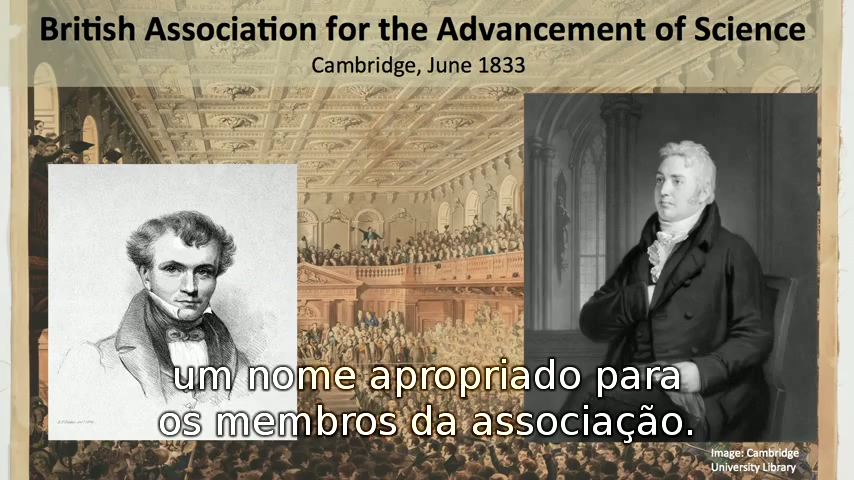 British Association for the Advancement of Science
Cambridge, June 1833
um nome apropriado para
os membros da associação.
Image: Cambridge
University Library